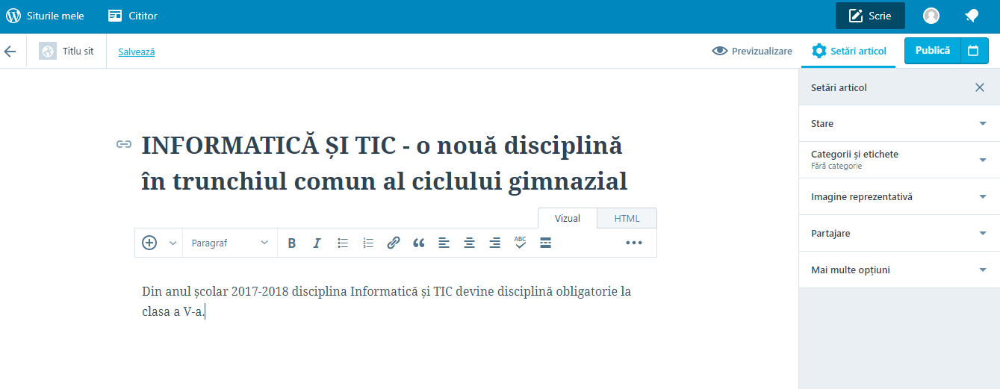 Siturile mele
Cititor
Scrie
Titlu sit
Salvează
Previzualizare
Setări articol
Publică
Setări articol
Stare
Categorii și etichete
Fără categorie
Imagine reprezentativă
Partajare
Mai multe opțiuni
INFORMATICĂ ȘI TIC - o nouă disciplină
în trunchiul comun al ciclului gimnazial
Vizual
HTML
Paragraf
B
I
ABC
Din anul școlar 2017-2018 disciplina Informatică și TIC devine disciplină obligatorie la
clasa a V-a.